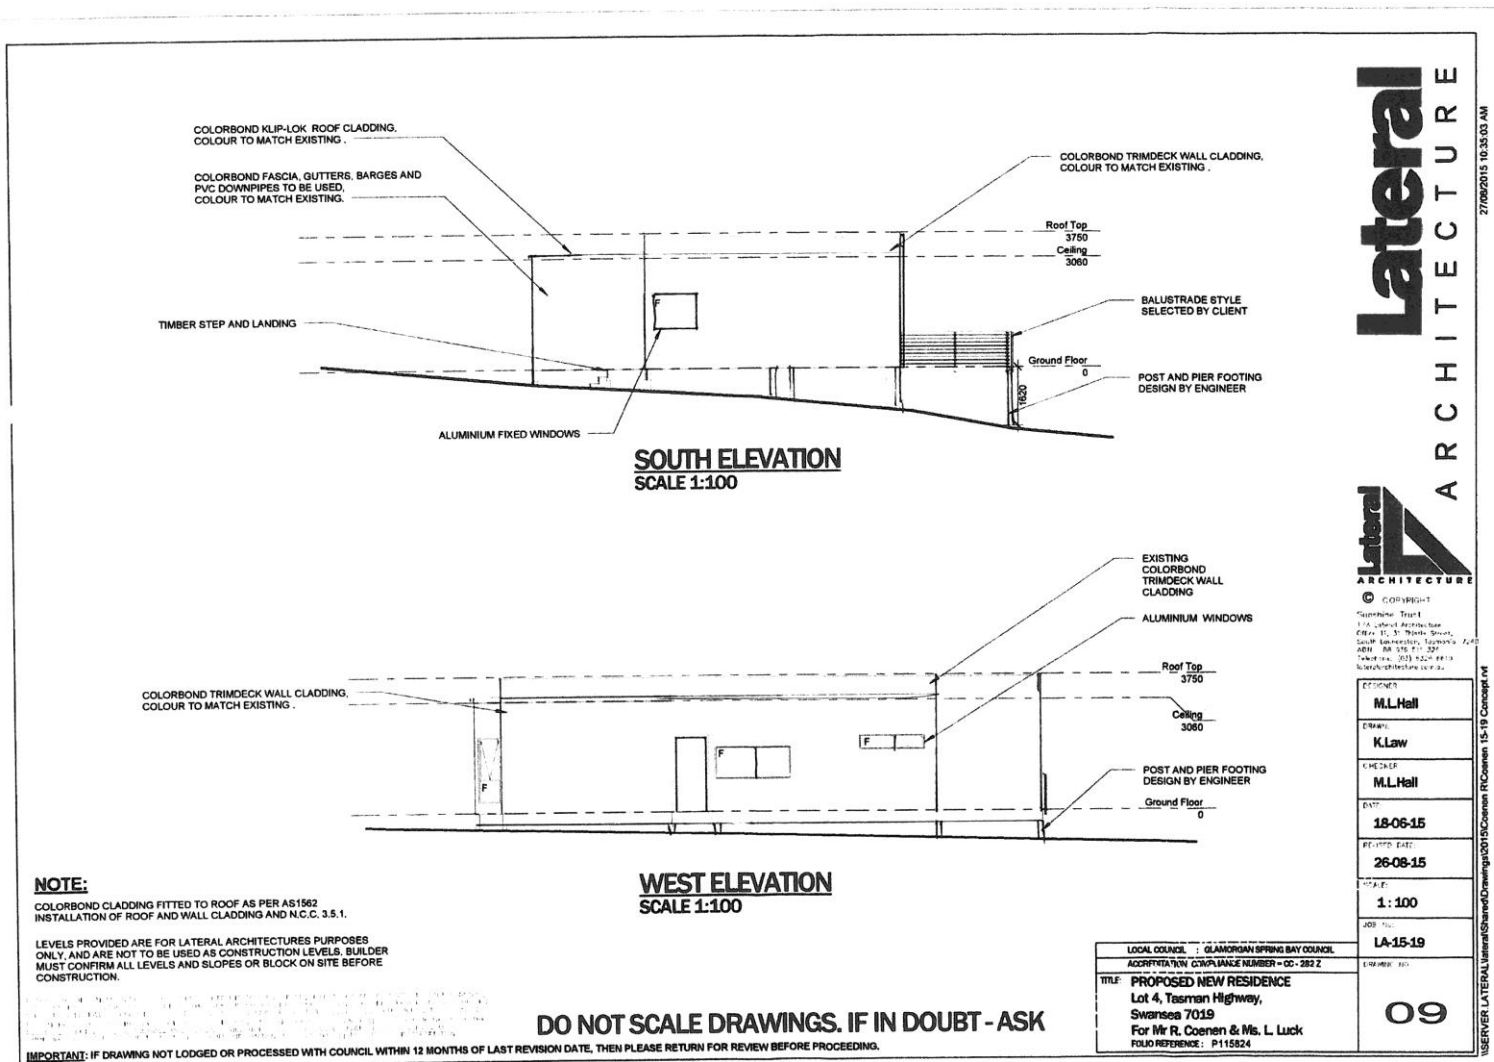 COLORBOND KLIP-LOK ROOF CLADDING,
COLOUR TO MATCH EXISTING .
COLORBOND FASCIA, GUTTERS, BARGES AND
PVC DOWNPIPES TO BE USED,
COLOUR TO MATCH EXISTING.
TIMBER STEP AND LANDING
ALUMINIUM FIXED WINDOWS
F
COLORBOND TRIMDECK WALL CLADDING,
COLOUR TO MATCH EXISTING .
Roof Top
3750
Ceiling
3060
BALUSTRADE STYLE
SELECTED BY CLIENT
Ground Floor
0
1620
POST AND PIER FOOTING
DESIGN BY ENGINEER
SOUTH ELEVATION
SCALE 1:100
EXISTING
COLORBOND
TRIMDECK WALL
CLADDING
ALUMINIUM WINDOWS
COLORBOND TRIMDECK WALL CLADDING,
COLOUR TO MATCH EXISTING .
Roof Top
3750
Ceiling
3060
F
F
F
POST AND PIER FOOTING
DESIGN BY ENGINEER
Ground Floor
0
WEST ELEVATION
SCALE 1:100
NOTE:
COLORBOND CLADDING FITTED TO ROOF AS PER AS1562
INSTALLATION OF ROOF AND WALL CLADDING AND N.C.C. 3.5.1.
LEVELS PROVIDED ARE FOR LATERAL ARCHITECTURES PURPOSES
ONLY, AND ARE NOT TO BE USED AS CONSTRUCTION LEVELS, BUILDER
MUST CONFIRM ALL LEVELS AND SLOPES OR BLOCK ON SITE BEFORE
CONSTRUCTION.
DO NOT SCALE DRAWINGS. IF IN DOUBT - ASK
IMPORTANT: IF DRAWING NOT LODGED OR PROCESSED WITH COUNCIL WITHIN 12 MONTHS OF LAST REVISION DATE, THEN PLEASE RETURN FOR REVIEW BEFORE PROCEEDING.
LOCAL COUNCIL : GLAMORGAN SPRING BAY COUNCIL
ACCREDITATION COMPLIANCE NUMBER = CC - 282 Z
TITLE: PROPOSED NEW RESIDENCE
Lot 4, Tasman Highway,
Swansea 7019
For Mr R. Coenen & Ms. L. Luck
FOLIO REFERENCE : P115824
Lateral
ARCHITECTURE
Lateral
ARCHITECTURE
© COPYRIGHT
Sunshine Trust
DESIGNER
M.L.Hall
DRAWN:
K.Law
CHECKER
M.L.Hall
DATE:
18-06-15
REVISED DATE:
26-08-15
SCALE:
1 : 100
JOB No.:
LA-15-19
DRAWING NO
09
27/08/2015 10:35:03 AM